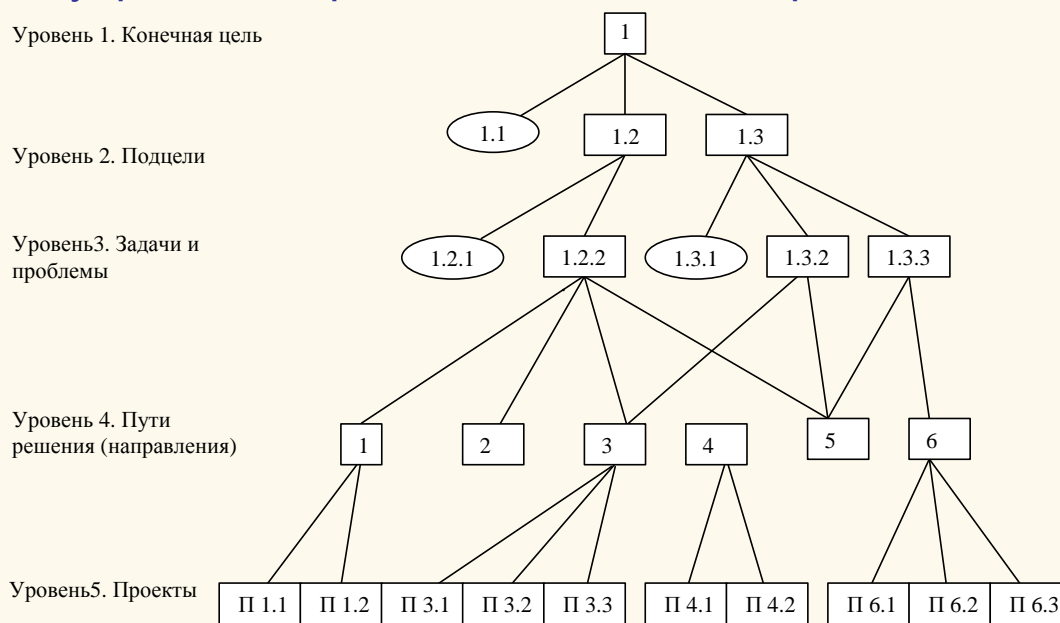 Уровень 1. Конечная цель
1
1.1
1.2
1.3
Уровень 2. Подцели
Уровень3. Задачи и
проблемы
1.2.1
1.2.2
1.3.1
1.3.2
1.3.3
Уровень 4. Пути
решения (направления)
1
2
3
4
5
6
Уровень5. Проекты
П 1.1
П 1.2
П 3.1
П 3.2
П 3.3
П 4.1
П 4.2
П 6.1
П 6.2
П 6.3